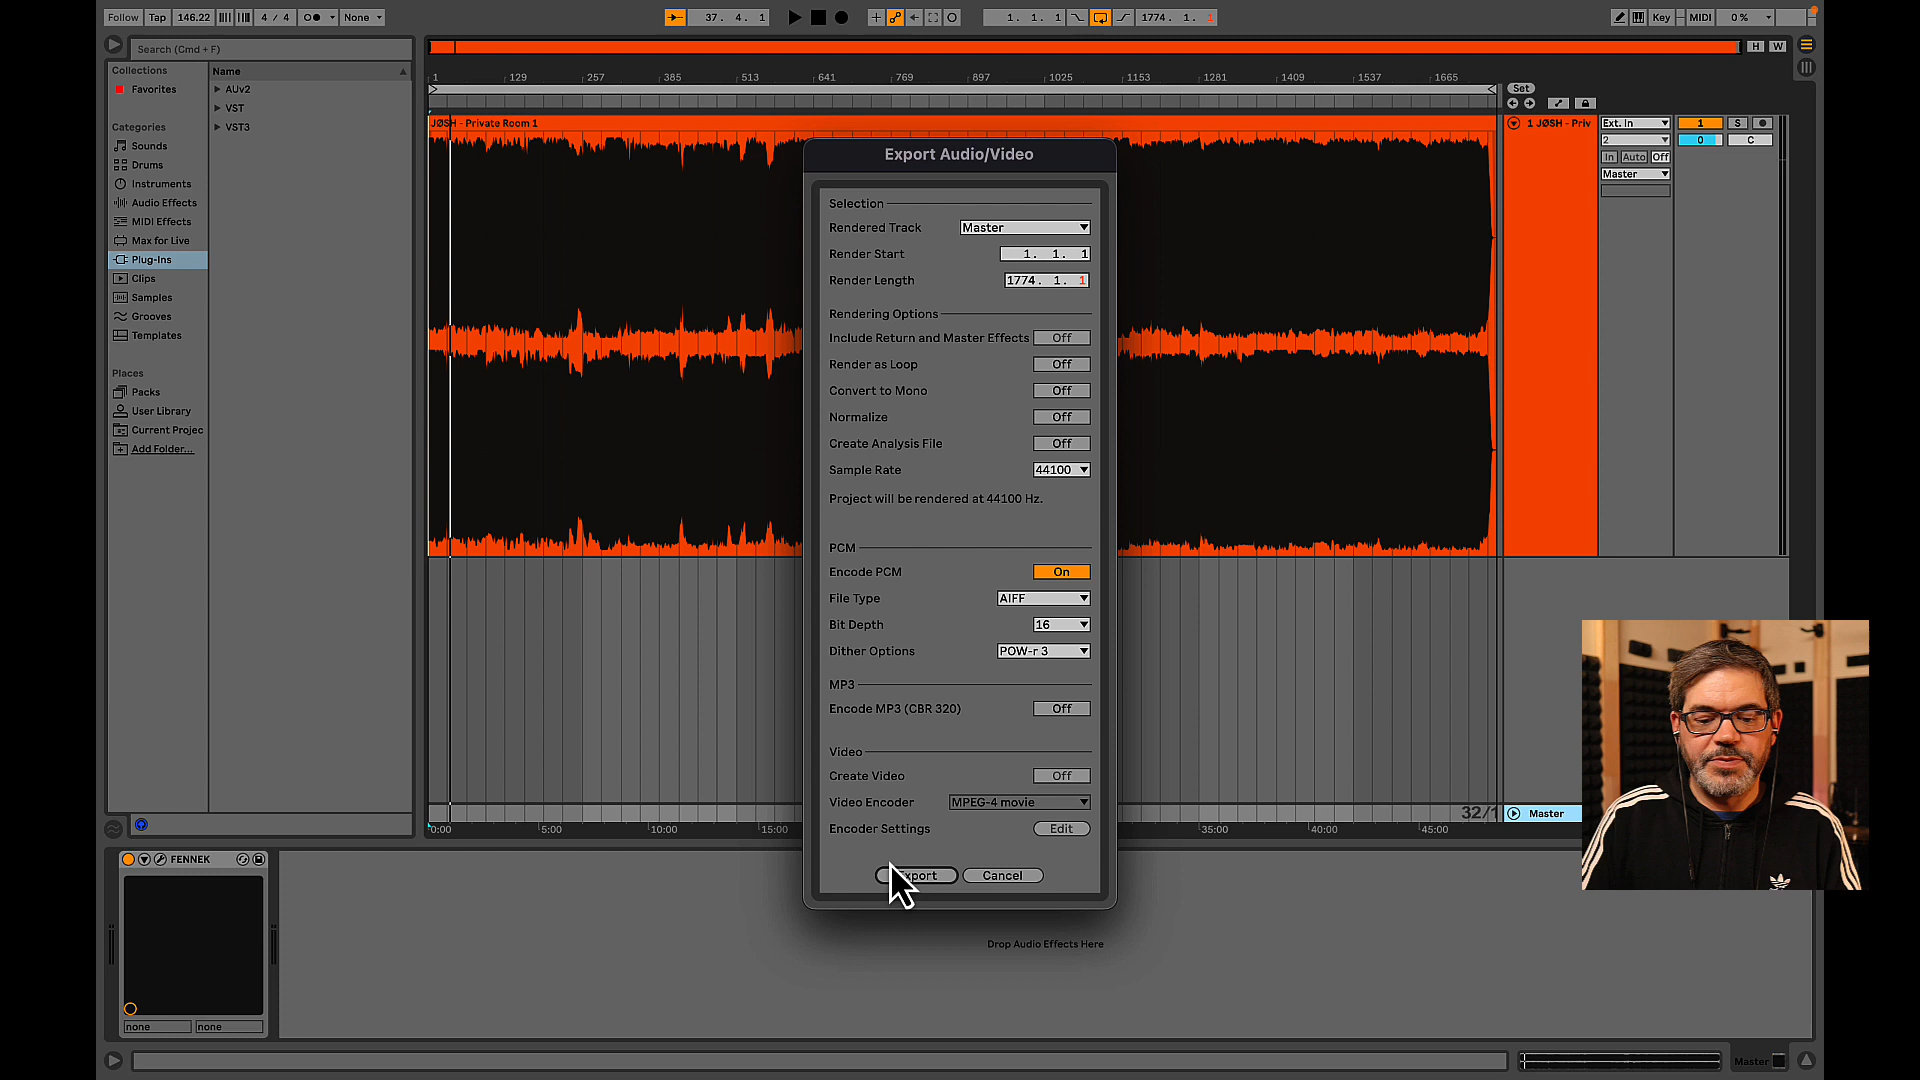 Follow Tap 146.22 4 / 4 None 37. 4. 1 1. 1. 1 1774. 1. 1 Key MIDI 0 %
Search (Cmd + F)
H W
Collections Name
Favorites AUv2
VST
Categories VST3
Sounds
Drums
Instruments
Audio Effects
MIDI Effects
Max for Live
Plug-Ins
Clips
Samples
Grooves
Templates
Places
Packs
User Library
Current Projec
Add Folder...
1 129 257 385 513 641 769 897 1025 1153 1281 1409 1537 1665
Set
JØSH - Private Room 1
1 JØSH - Priv Ext. In 1 S
2 0 C
In Auto Off
Master
Export Audio/Video
Selection
Rendered Track Master
Render Start 1. 1. 1
Render Length 1774. 1. 1
Rendering Options
Include Return and Master Effects Off
Render as Loop Off
Convert to Mono Off
Normalize Off
Create Analysis File Off
Sample Rate 44100
Project will be rendered at 44100 Hz.
PCM
Encode PCM On
File Type AIFF
Bit Depth 16
Dither Options POW-r 3
MP3
Encode MP3 (CBR 320) Off
Video
Create Video Off
Video Encoder MPEG-4 movie
Encoder Settings Edit
Cancel
32/1 Master
0:00 5:00 10:00 15:00 35:00 40:00 45:00
FENNEK
none none
Drop Audio Effects Here
Master